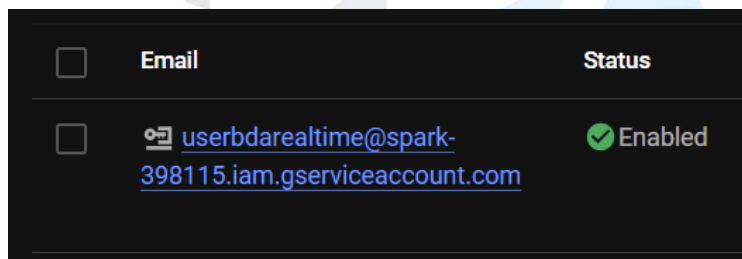 Email Status
userbdarealtime@spark- Enabled
398115.iam.gserviceaccount.com